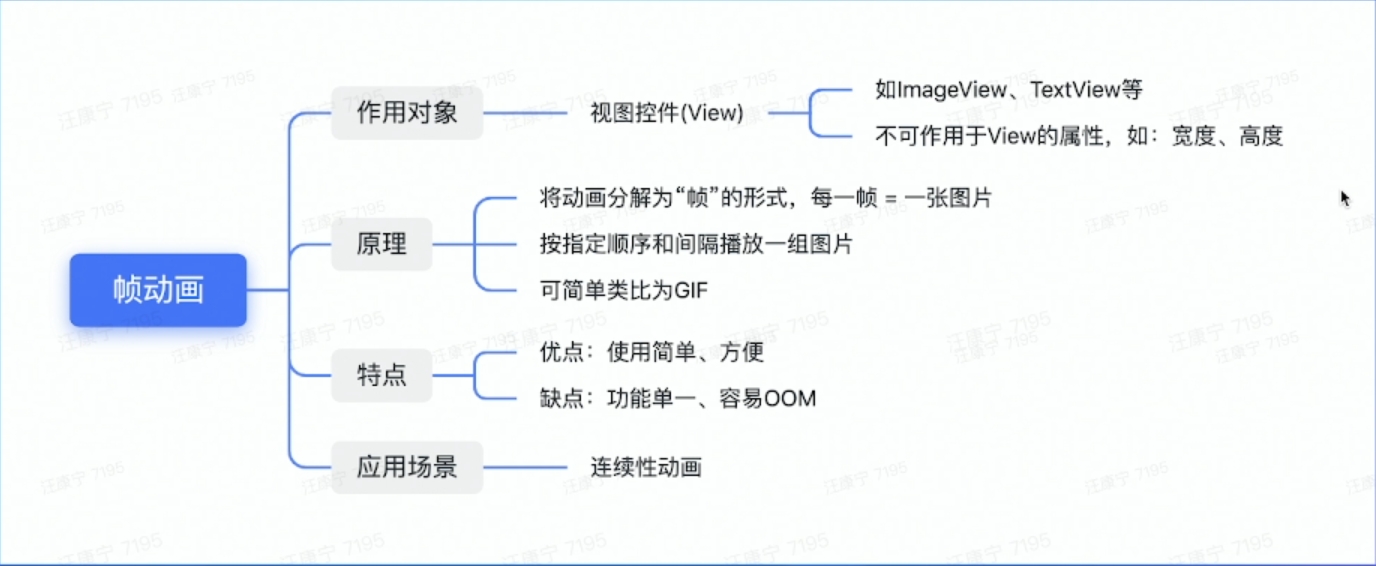 作用对象
视图控件(View)
如ImageView、TextView等
不可作用于View的属性，如：宽度、高度
帧动画
原理
将动画分解为“帧”的形式，每一帧 = 一张图片
按指定顺序和间隔播放一组图片
可简单类比为GIF
特点
优点：使用简单、方便
缺点：功能单一、容易OOM
应用场景
连续性动画
汪康宁 7195